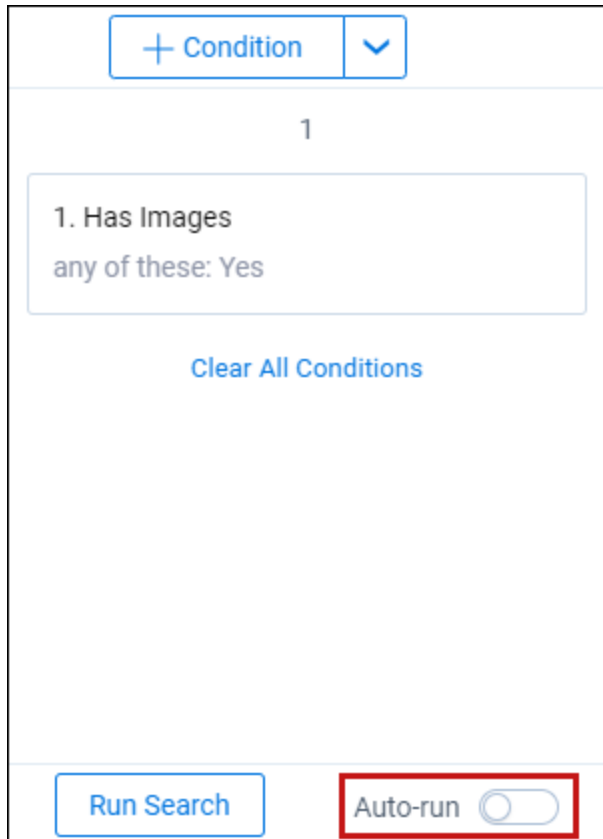 Condition
1
1. Has Images
any of these: Yes
Clear All Conditions
Run Search
Auto-run